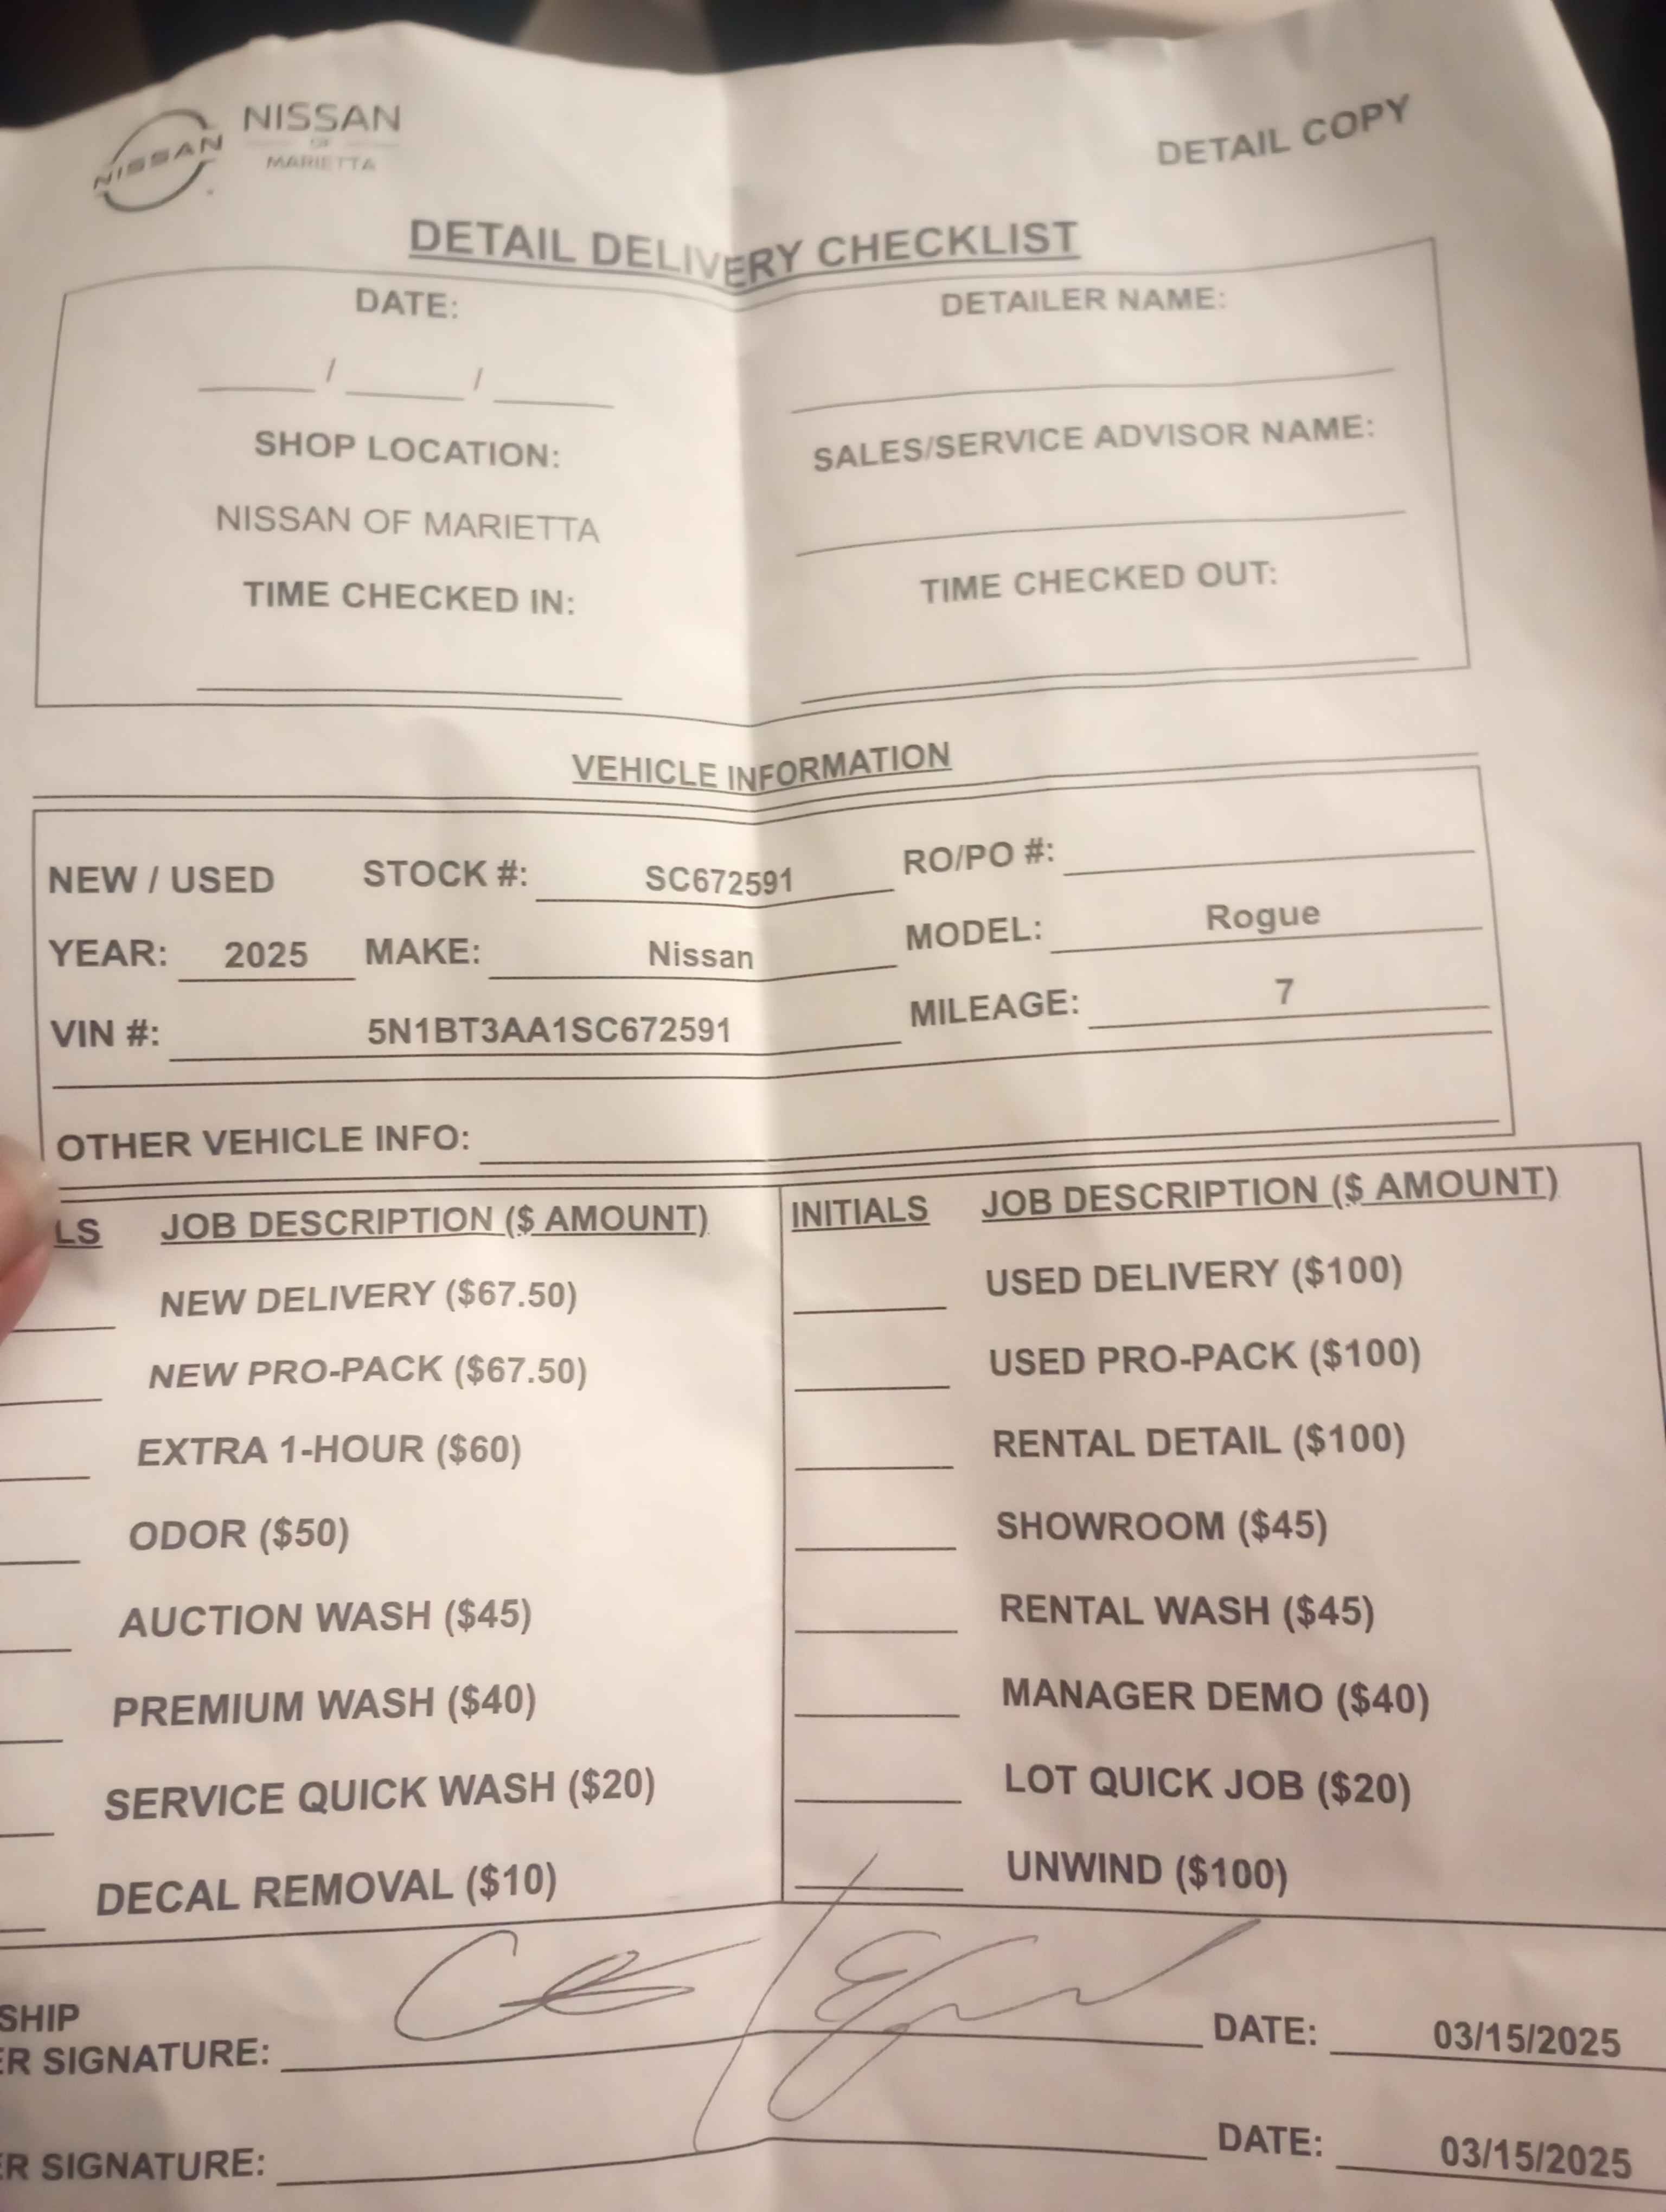 NISSAN
NISSAN
OF
MARIETTA
DETAIL COPY
DETAIL DELIVERY CHECKLIST
DATE:
DETAILER NAME:
/ /
SHOP LOCATION:
SALES/SERVICE ADVISOR NAME:
NISSAN OF MARIETTA
TIME CHECKED IN:
TIME CHECKED OUT:
VEHICLE INFORMATION
NEW / USED STOCK #: SC672591 RO/PO #:
YEAR: 2025 MAKE: Nissan MODEL: Rogue
VIN #: 5N1BT3AA1SC672591 MILEAGE: 7
OTHER VEHICLE INFO:
LS JOB DESCRIPTION ($ AMOUNT) INITIALS JOB DESCRIPTION ($ AMOUNT)
NEW DELIVERY ($67.50) USED DELIVERY ($100)
NEW PRO-PACK ($67.50) USED PRO-PACK ($100)
EXTRA 1-HOUR ($60) RENTAL DETAIL ($100)
ODOR ($50) SHOWROOM ($45)
AUCTION WASH ($45) RENTAL WASH ($45)
PREMIUM WASH ($40) MANAGER DEMO ($40)
SERVICE QUICK WASH ($20) LOT QUICK JOB ($20)
DECAL REMOVAL ($10) UNWIND ($100)
SHIP
ER SIGNATURE: DATE: 03/15/2025
ER SIGNATURE: DATE: 03/15/2025